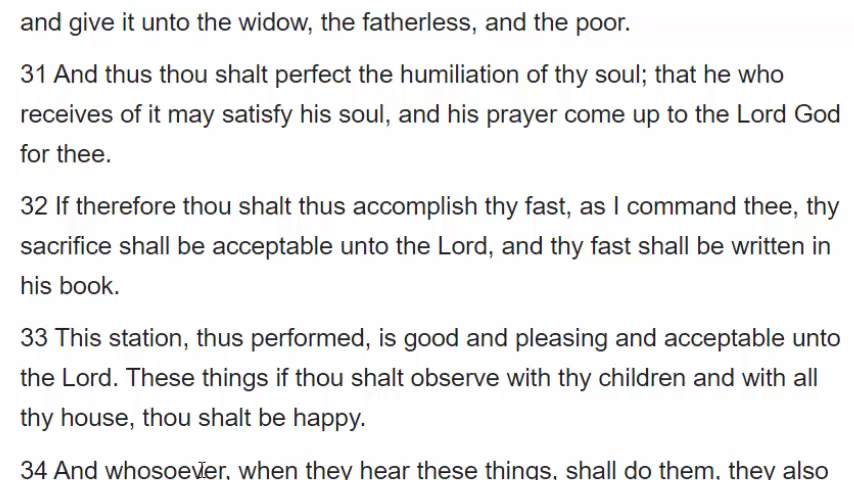 and give it unto the widow, the fatherless, and the poor.
31 And thus thou shalt perfect the humiliation of thy soul; that he who
receives of it may satisfy his soul, and his prayer come up to the Lord God
for thee.
32 If therefore thou shalt thus accomplish thy fast, as I command thee, thy
sacrifice shall be acceptable unto the Lord, and thy fast shall be written in
his book.
33 This station, thus performed, is good and pleasing and acceptable unto
the Lord. These things if thou shalt observe with thy children and with all
thy house, thou shalt be happy.
34 And whosoever, when they hear these things, shall do them, they also